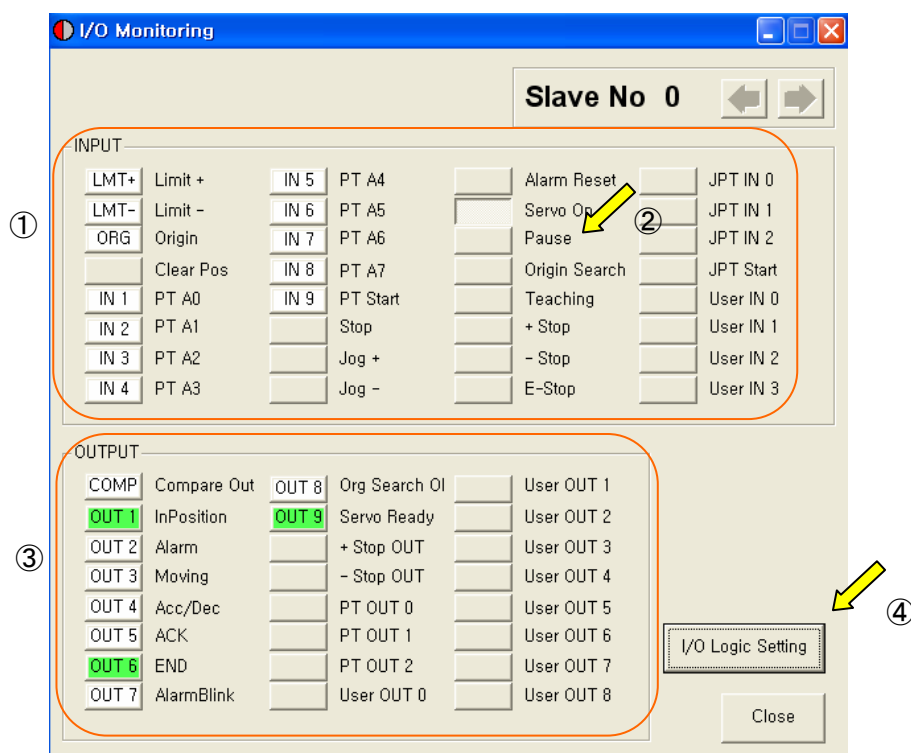 I/O Monitoring
Slave No 0
INPUT
LMT+ Limit + IN 5 PT A4 Alarm Reset JPT IN 0
① LMT- Limit - IN 6 PT A5 Servo On ② JPT IN 1
ORG Origin IN 7 PT A6 Pause JPT IN 2
Clear Pos IN 8 PT A7 Origin Search JPT Start
IN 1 PT A0 IN 9 PT Start Teaching User IN 0
IN 2 PT A1 Stop + Stop User IN 1
IN 3 PT A2 Jog + - Stop User IN 2
IN 4 PT A3 Jog - E-Stop User IN 3
OUTPUT
COMP Compare Out OUT 8 Org Search Ol User OUT 1
OUT 1 InPosition OUT 9 Servo Ready User OUT 2
③ OUT 2 Alarm + Stop OUT User OUT 3
OUT 3 Moving - Stop OUT User OUT 4
OUT 4 Acc/Dec PT OUT 0 User OUT 5 ④
OUT 5 ACK PT OUT 1 User OUT 6 I/O Logic Setting
OUT 6 END PT OUT 2 User OUT 7
OUT 7 AlarmBlink User OUT 0 User OUT 8
Close